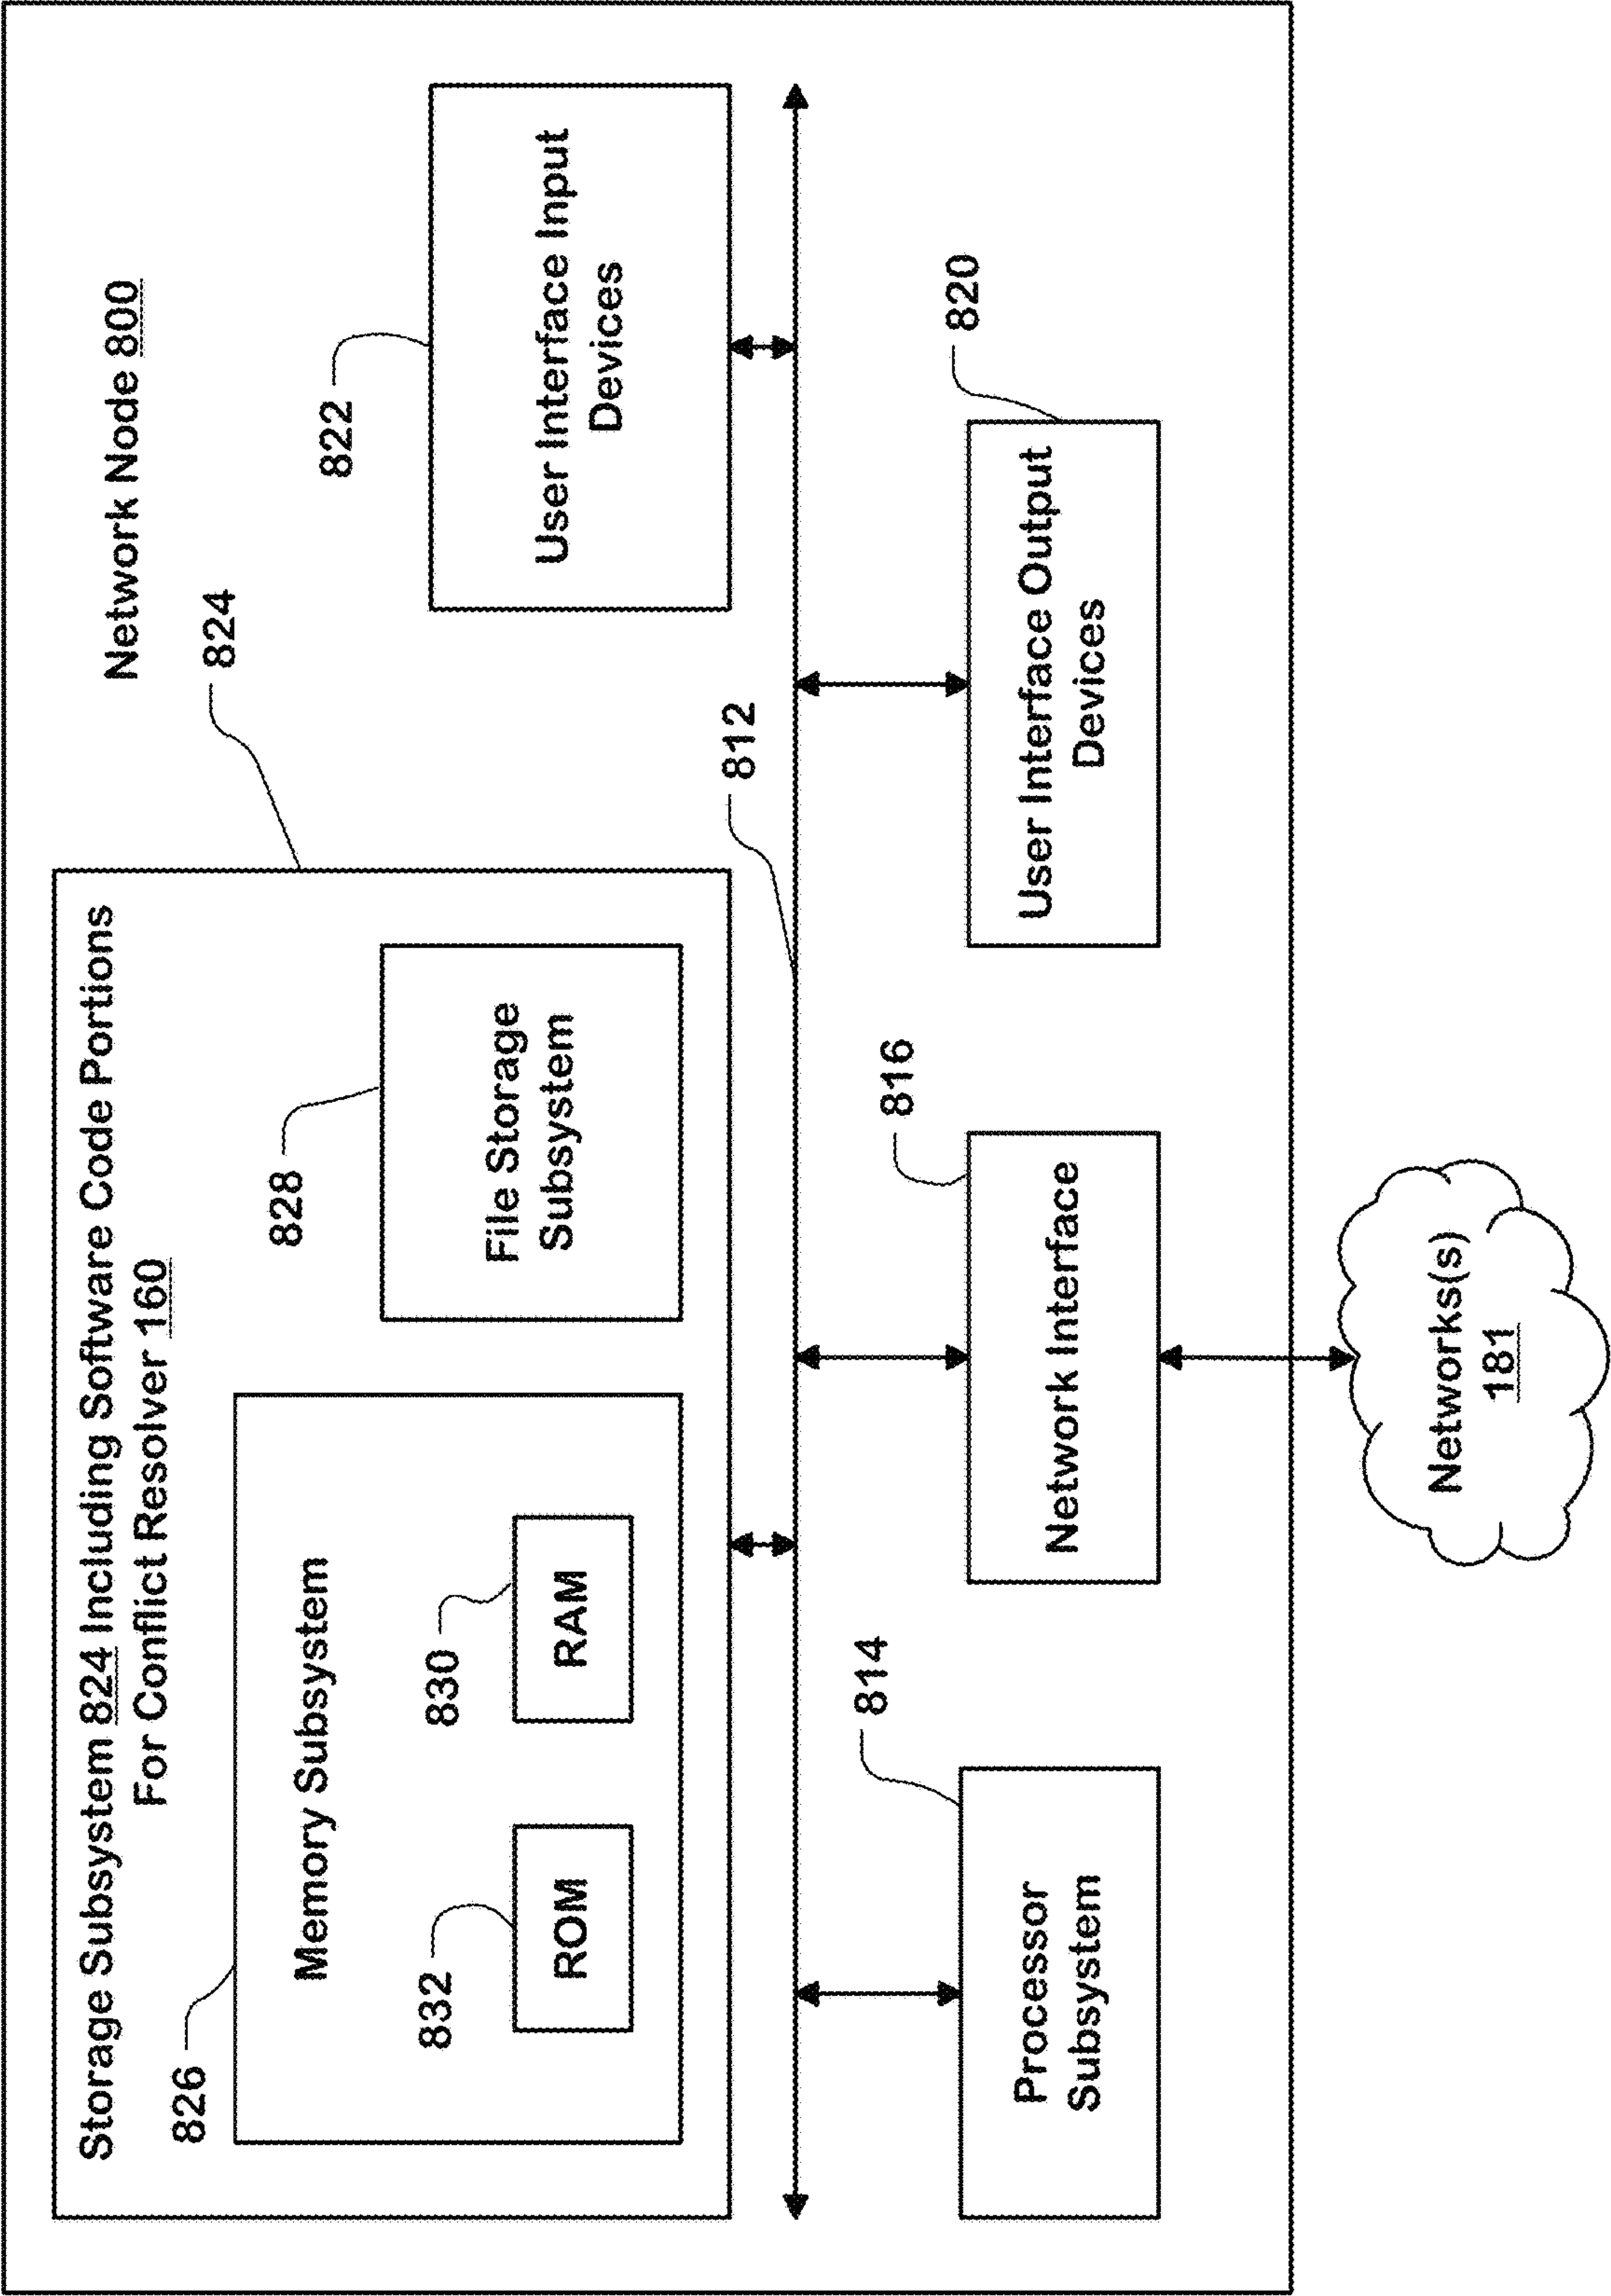 Network Node 800
Storage Subsystem 824 Including Software Code Portions
For Conflict Resolver 160
824
826
Memory Subsystem
832
ROM
830
RAM
828
File Storage
Subsystem
822
User Interface Input
Devices
812
814
Processor
Subsystem
816
Network Interface
820
User Interface Output
Devices
Networks(s)
181